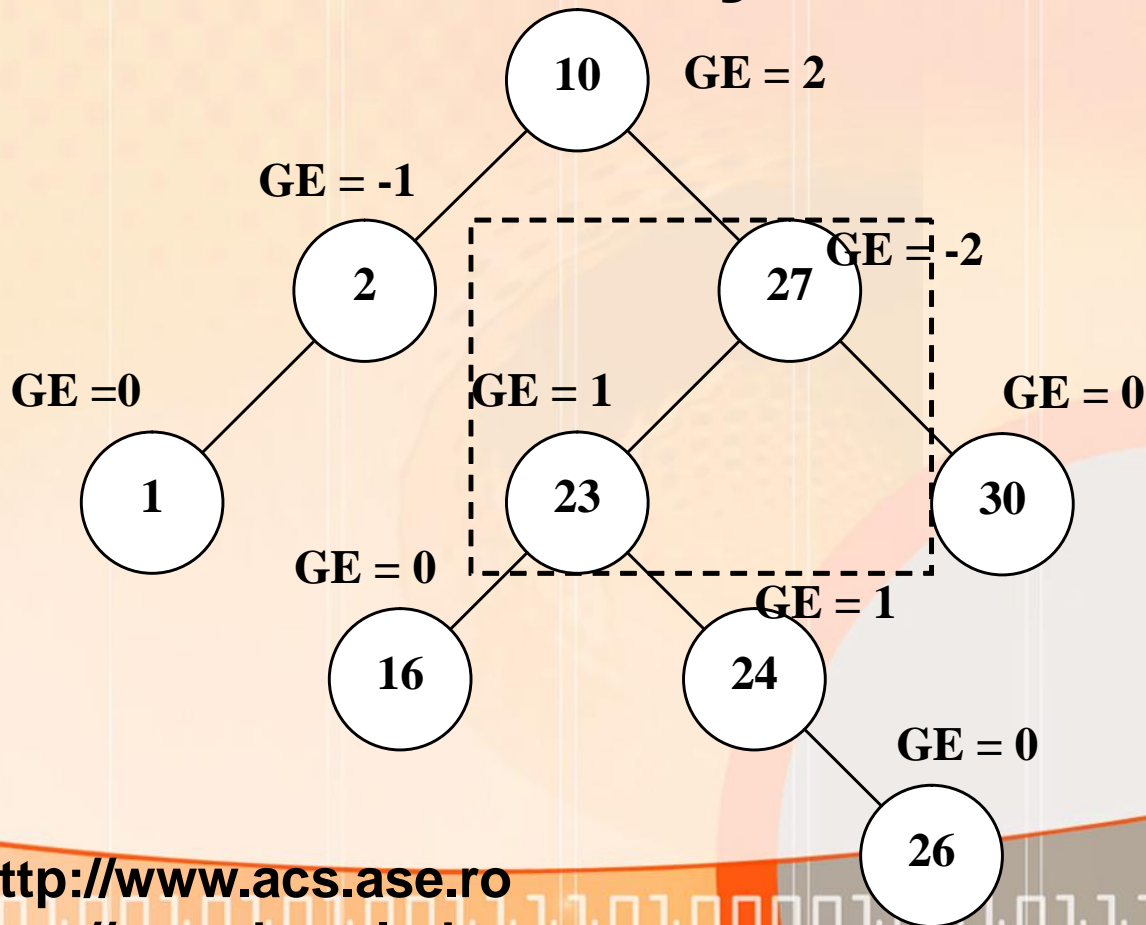 10 GE = 2
GE = -1
2 27 GE = -2
GE =0 GE = 1 GE = 0
1 23 30
GE = 0 GE = 1
16 24
GE = 0
26
ttp://www.acs.ase.ro